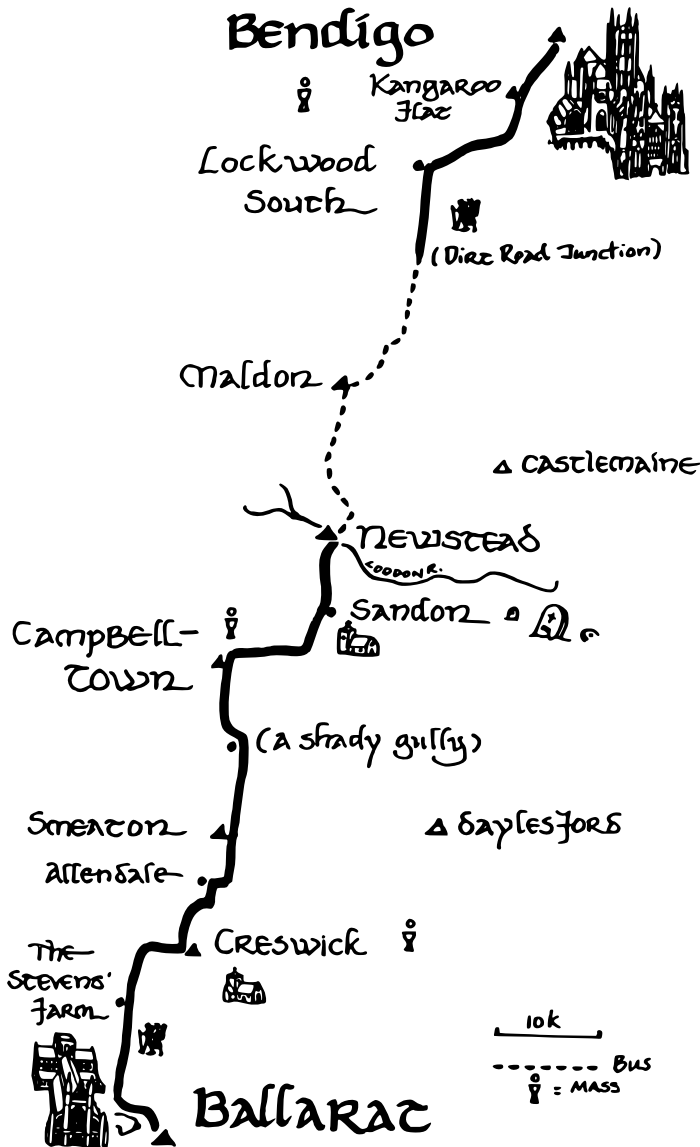 Bendigo
Kangaroo
Flat
Lockwood
South
(Dirt Road Junction)
Maldon
Castlemaine
Newstead
Loddon R.
Sandon
Campbell-
town
(a shady gully)
Smeaton
Daylesford
Allendale
Creswick
The
Stevens'
Farm
10k
Bus
= Mass
Ballarat